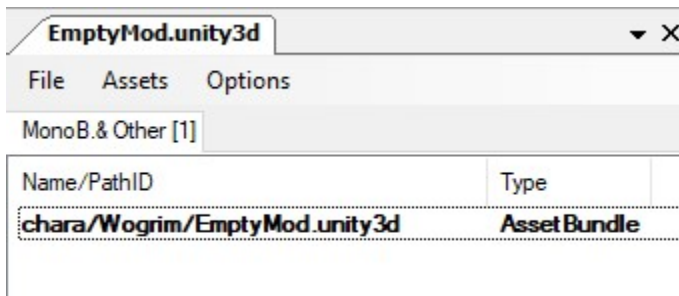 EmptyMod.unity3d
File Assets Options
MonoB.& Other [1]
Name/PathID Type
chara/Wogrim/EmptyMod.unity3d AssetBundle